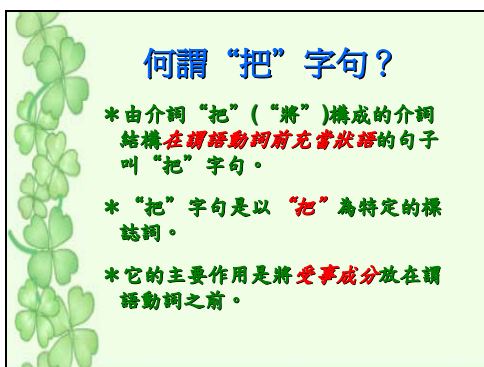 何謂“把”字句？
＊由介詞“把”(“將”)構成的介詞
結構在謂語動詞前充當狀語的句子
叫“把”字句。
＊“把”字句是以“把”為特定的標
誌詞。
＊它的主要作用是將受事成分放在謂
語動詞之前。